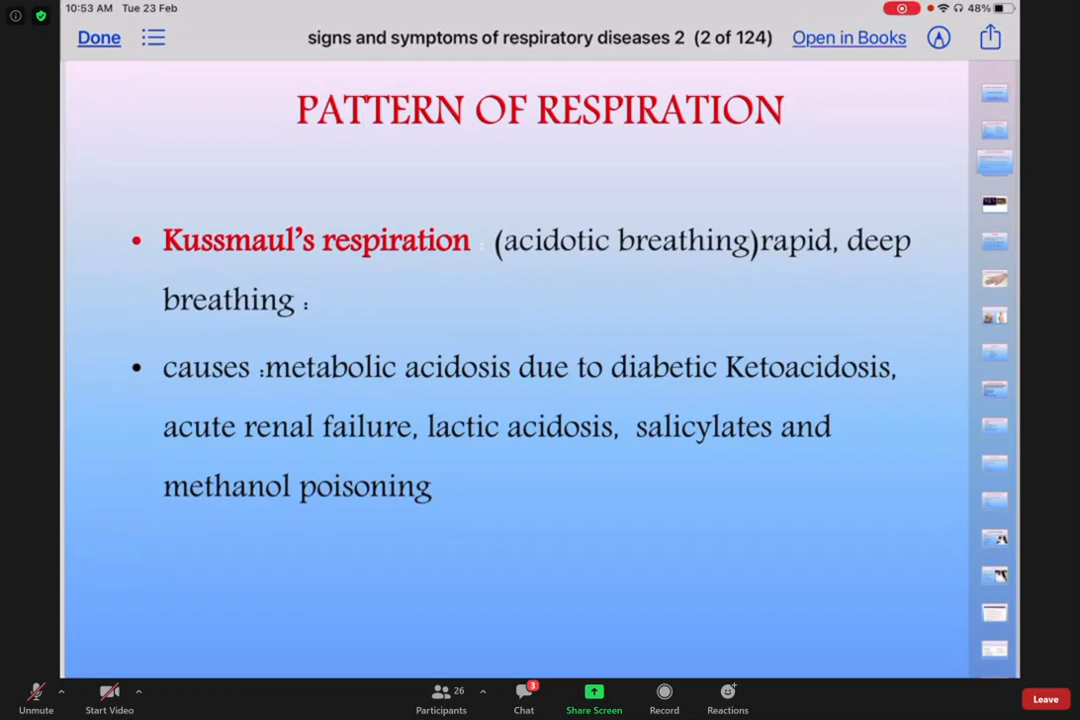 10:53 AM Tue 23 Feb
48%
Done
signs and symptoms of respiratory diseases 2 (2 of 124)
Open in Books
PATTERN OF RESPIRATION
• Kussmaul's respiration : (acidotic breathing)rapid, deep
breathing :
• causes :metabolic acidosis due to diabetic Ketoacidosis,
acute renal failure, lactic acidosis, salicylates and
methanol poisoning
Unmute
Start Video
26
Participants
3
Chat
Share Screen
Record
Reactions
Leave